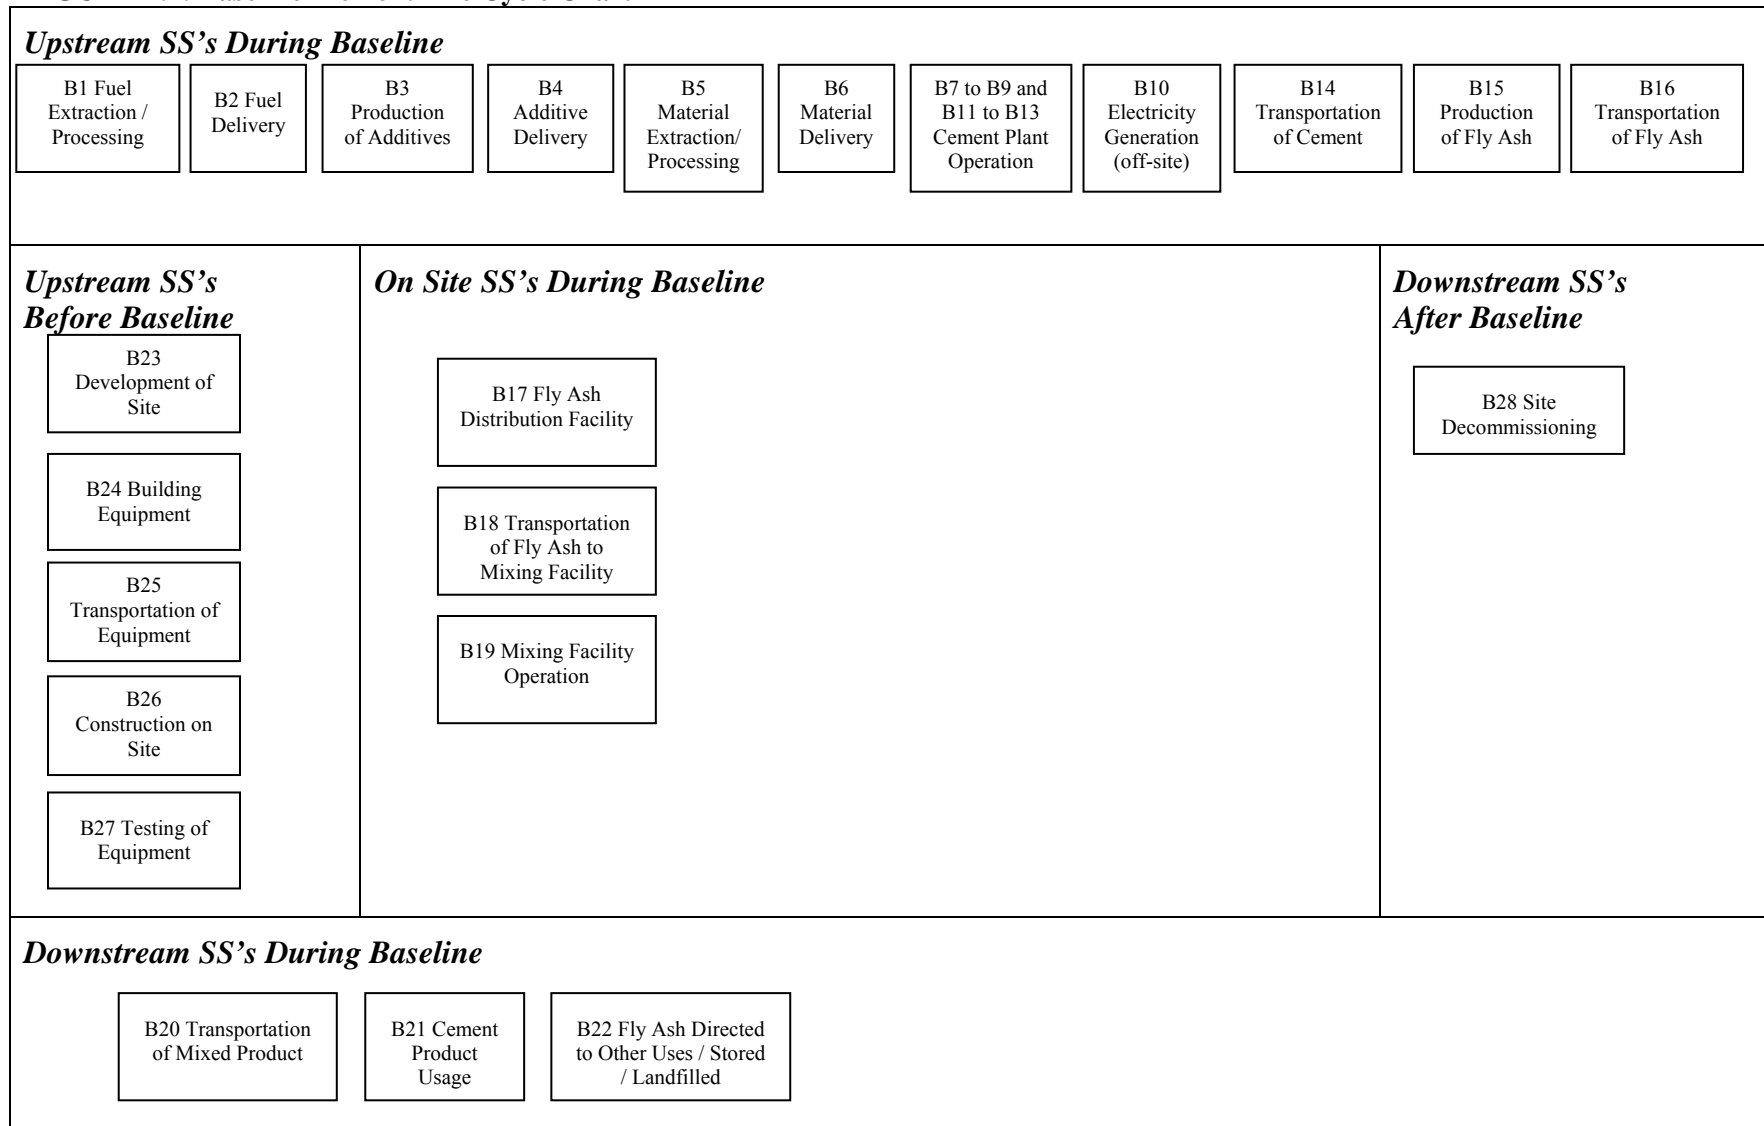 Upstream SS's During Baseline
B1 Fuel
Extraction /
Processing
B2 Fuel
Delivery
B3
Production
of Additives
B4
Additive
Delivery
B5
Material
Extraction/
Processing
B6
Material
Delivery
B7 to B9 and
B11 to B13
Cement Plant
Operation
B10
Electricity
Generation
(off-site)
B14
Transportation
of Cement
B15
Production
of Fly Ash
B16
Transportation
of Fly Ash
Upstream SS's
Before Baseline
B23
Development of
Site
B24 Building
Equipment
B25
Transportation of
Equipment
B26
Construction on
Site
B27 Testing of
Equipment
On Site SS's During Baseline
B17 Fly Ash
Distribution Facility
B18 Transportation
of Fly Ash to
Mixing Facility
B19 Mixing Facility
Operation
Downstream SS's
After Baseline
B28 Site
Decommissioning
Downstream SS's During Baseline
B20 Transportation
of Mixed Product
B21 Cement
Product
Usage
B22 Fly Ash Directed
to Other Uses / Stored
/ Landfilled